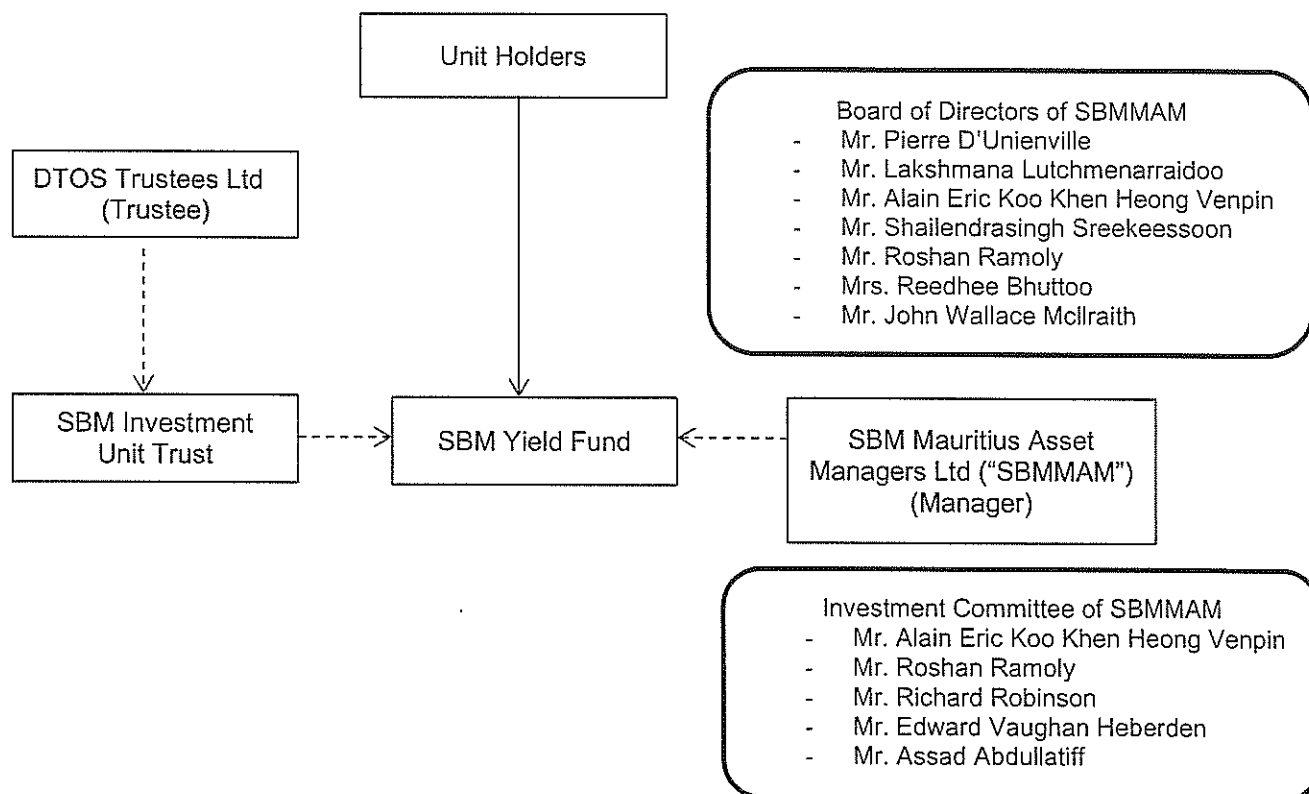 Unit Holders
Board of Directors of SBMMAM
- Mr. Pierre D'Unienville
- Mr. Lakshmana Lutchmenarraidoo
- Mr. Alain Eric Koo Khen Heong Venpin
- Mr. Shailendrasingh Sreekeessoon
- Mr. Roshan Ramoly
- Mrs. Reedhee Bhuttoo
- Mr. John Wallace McIlraith
DTOS Trustees Ltd
(Trustee)
SBM Investment
Unit Trust
SBM Yield Fund
SBM Mauritius Asset
Managers Ltd (“SBMMAM”)
(Manager)
Investment Committee of SBMMAM
- Mr. Alain Eric Koo Khen Heong Venpin
- Mr. Roshan Ramoly
- Mr. Richard Robinson
- Mr. Edward Vaughan Heberden
- Mr. Assad Abdullatiff